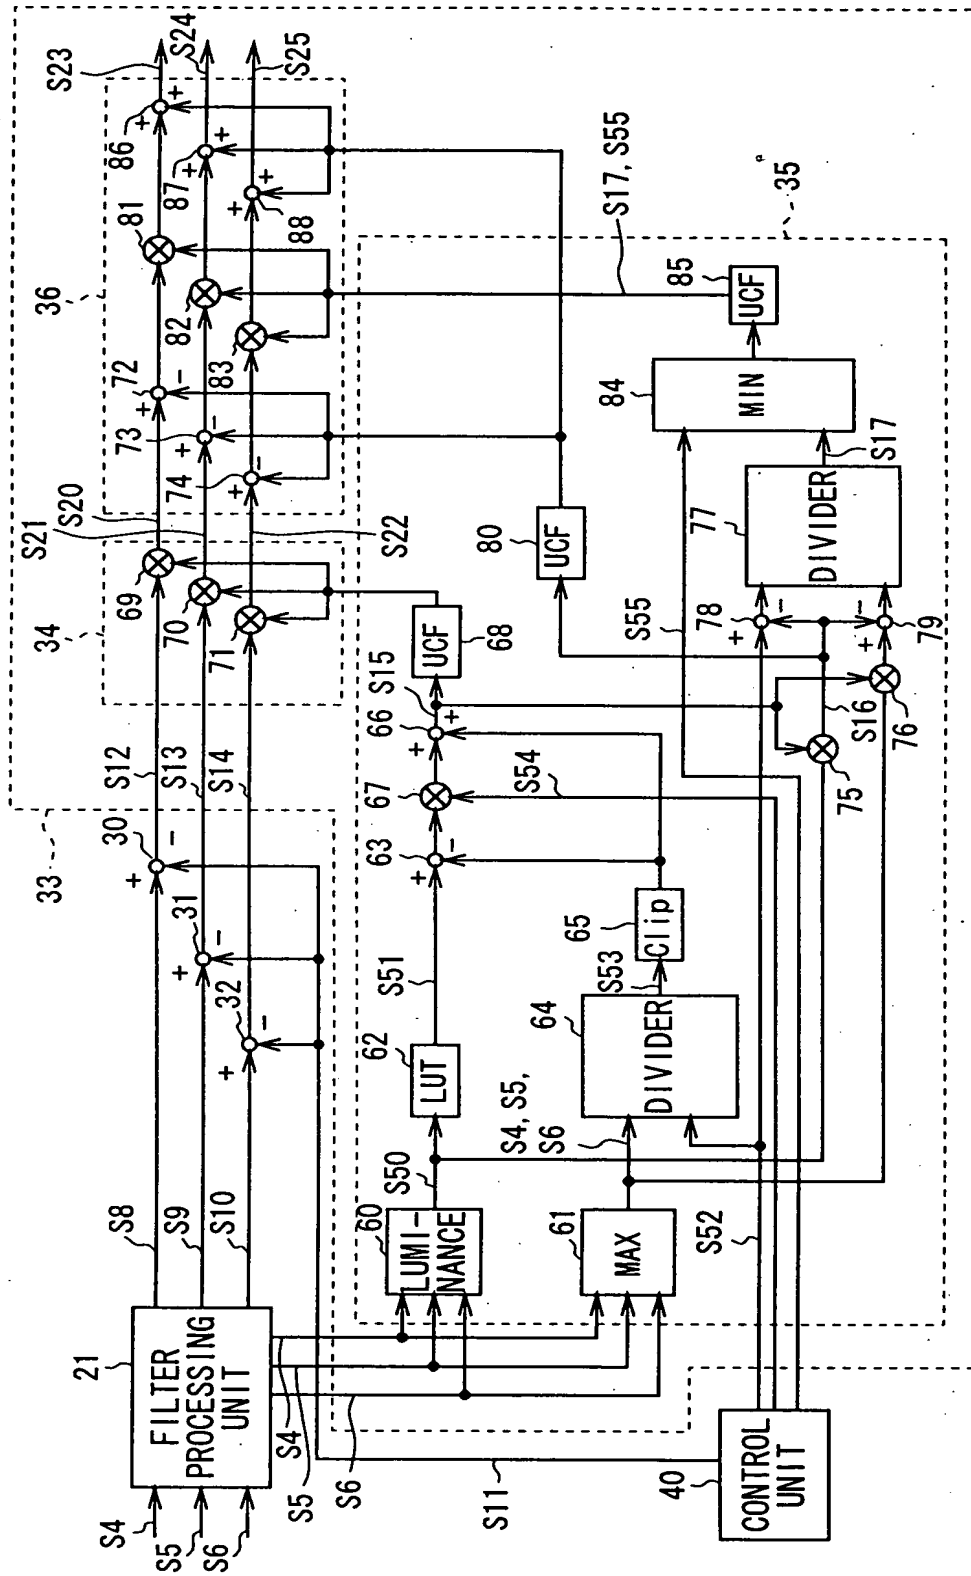 S4
S5
S6
21
FILTER
PROCESSING
UNIT
S8
S9
S10
S4
S5
S6
S11
40
CONTROL
UNIT
33
30
+
-
31
+
-
32
+
-
S12
S13
S14
34
69
70
71
S21
S20
S22
36
72
+
-
73
+
-
74
+
-
81
82
83
86
+
+
87
+
+
88
+
+
S23
S24
S25
60
LUMI-
NANCE
S50
62
LUT
S51
63
+
-
67
66
+
+
S15
68
UCF
S54
61
MAX
S4, S5,
S6
64
DIVIDER
S53
65
Clip
S52
S55
80
UCF
75
76
S16
78
+
-
79
+
-
77
DIVIDER
S17
84
MIN
85
UCF
S17, S55
35